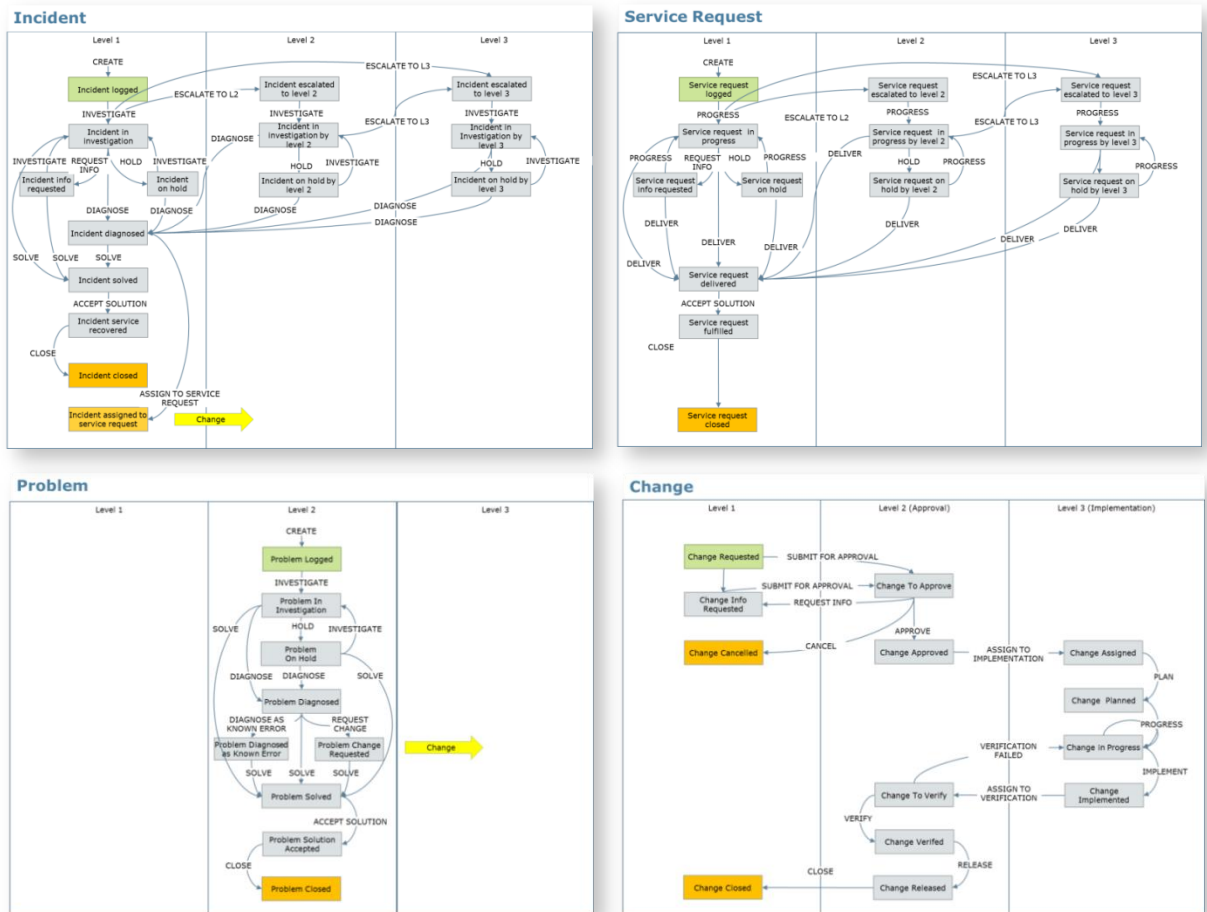 Incident
Level 1
Level 2
Level 3
CREATE
ESCALATE TO L3
Incident logged
ESCALATE TO L2
Incident escalated
to level 2
Incident escalated
to level 3
INVESTIGATE
INVESTIGATE
INVESTIGATE
ESCALATE TO L3
Incident in
investigation
DIAGNOSE
Incident in
investigation by
level 2
Incident in
Investigation by
level 3
INVESTIGATE
REQUEST
INFO
HOLD
INVESTIGATE
HOLD
INVESTIGATE
HOLD
INVESTIGATE
Incident info
requested
Incident
on hold
Incident on hold by
level 2
Incident on hold by
level 3
DIAGNOSE
DIAGNOSE
DIAGNOSE
DIAGNOSE
DIAGNOSE
Incident diagnosed
SOLVE
SOLVE
SOLVE
Incident solved
ACCEPT SOLUTION
Incident service
recovered
CLOSE
Incident closed
ASSIGN TO SERVICE
REQUEST
Incident assigned to
service request
Change
Service Request
Level 1
Level 2
Level 3
CREATE
ESCALATE TO L3
Service request
logged
Service request
escalated to level 2
Service request
escalated to level 3
PROGRESS
ESCALATE TO L2
PROGRESS
ESCALATE TO L3
PROGRESS
Service request in
progress
Service request in
progress by level 2
Service request in
progress by level 3
PROGRESS
REQUEST
INFO
HOLD
PROGRESS
DELIVER
HOLD
PROGRESS
PROGRESS
Service request
info requested
Service request
on hold
Service request on
hold by level 2
Service request on
hold by level 3
DELIVER
DELIVER
DELIVER
DELIVER
DELIVER
DELIVER
DELIVER
Service request
delivered
ACCEPT SOLUTION
Service request
fulfilled
CLOSE
Service request
closed
Problem
Level 1
Level 2
Level 3
CREATE
Problem Logged
INVESTIGATE
Problem In
Investigation
SOLVE
HOLD
INVESTIGATE
Problem
On Hold
DIAGNOSE
DIAGNOSE
SOLVE
Problem Diagnosed
DIAGNOSE AS
KNOWN ERROR
REQUEST
CHANGE
Problem Diagnosed
as Known Error
Problem Change
Requested
Change
SOLVE
SOLVE
SOLVE
Problem Solved
ACCEPT SOLUTION
Problem Solution
Accepted
CLOSE
Problem Closed
Change
Level 1
Level 2 (Approval)
Level 3 (Implementation)
Change Requested
SUBMIT FOR APPROVAL
SUBMIT FOR APPROVAL
Change To Approve
Change Info
Requested
REQUEST INFO
APPROVE
Change Cancelled
CANCEL
Change Approved
ASSIGN TO
IMPLEMENTATION
Change Assigned
PLAN
Change Planned
PROGRESS
VERIFICATION
FAILED
Change in Progress
IMPLEMENT
Change To Verify
ASSIGN TO
VERIFICATION
Change
Implemented
VERIFY
Change Verifed
RELEASE
CLOSE
Change Closed
Change Released